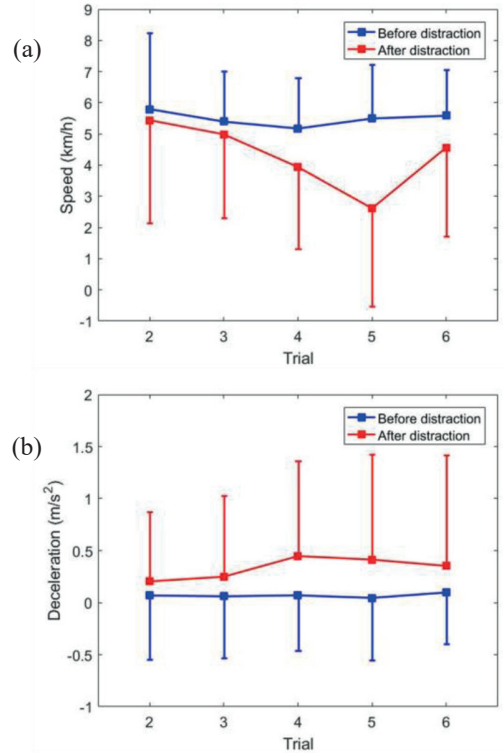 (a)
9
8
7
6
5
4
3
2
1
0
-1
Speed (km/h)
Before distraction
After distraction
2 3 4 5 6
Trial
(b)
2
1.5
1
0.5
0
-0.5
-1
Deceleration (m/s²)
Before distraction
After distraction
2 3 4 5 6
Trial